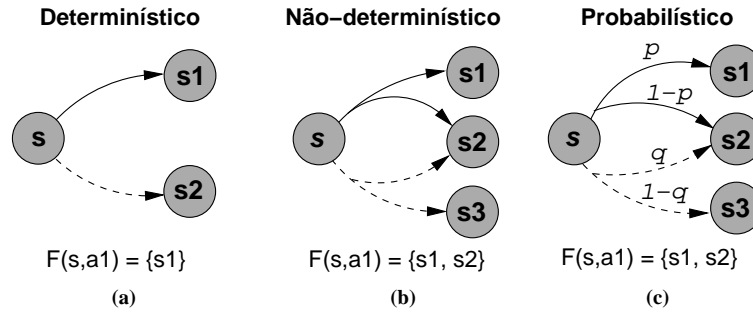 Determinístico
s
s1
s2
F(s,a1) = {s1}
(a)
Não-determinístico
s
s1
s2
s3
F(s,a1) = {s1, s2}
(b)
Probabilístico
p
s1
1-p
s
s2
q
1-q
s3
F(s,a1) = {s1, s2}
(c)